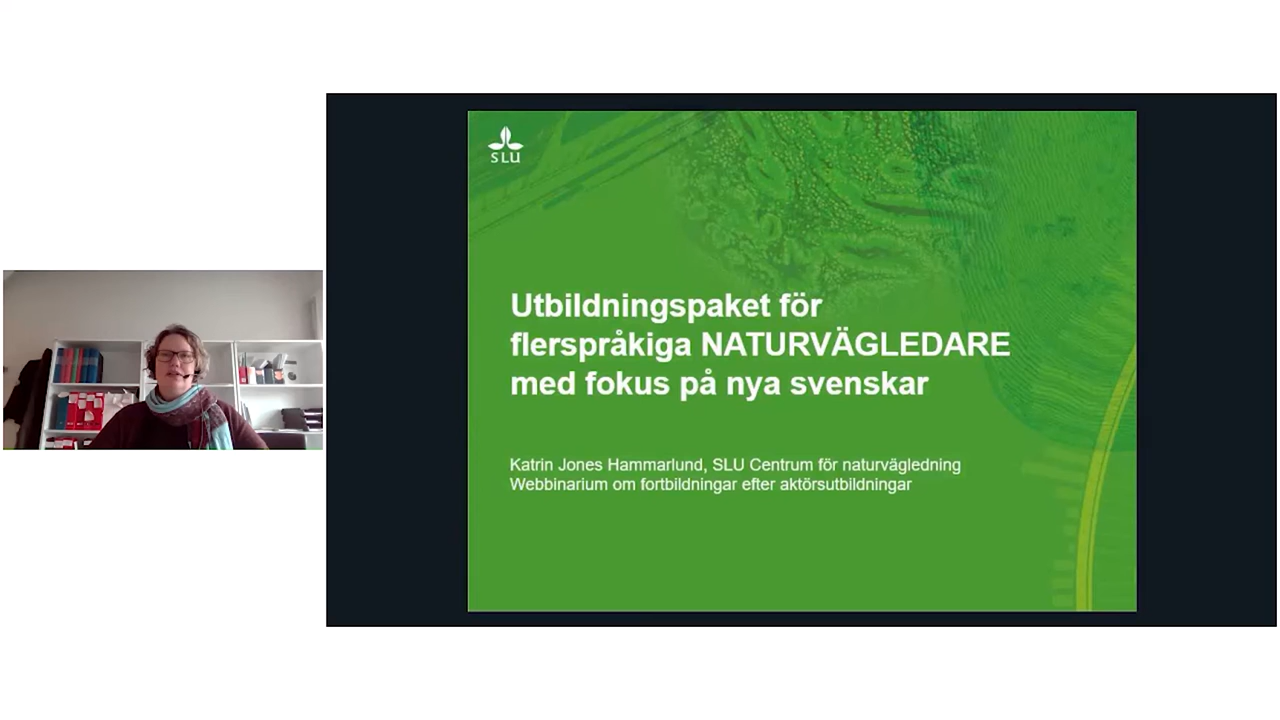 SLU
Utbildningspaket för
flerspråkiga NATURVÄGLEDARE
med fokus på nya svenskar
Katrin Jones Hammarlund, SLU Centrum för naturvägledning
Webbinarium om fortbildningar efter aktörsutbildningar